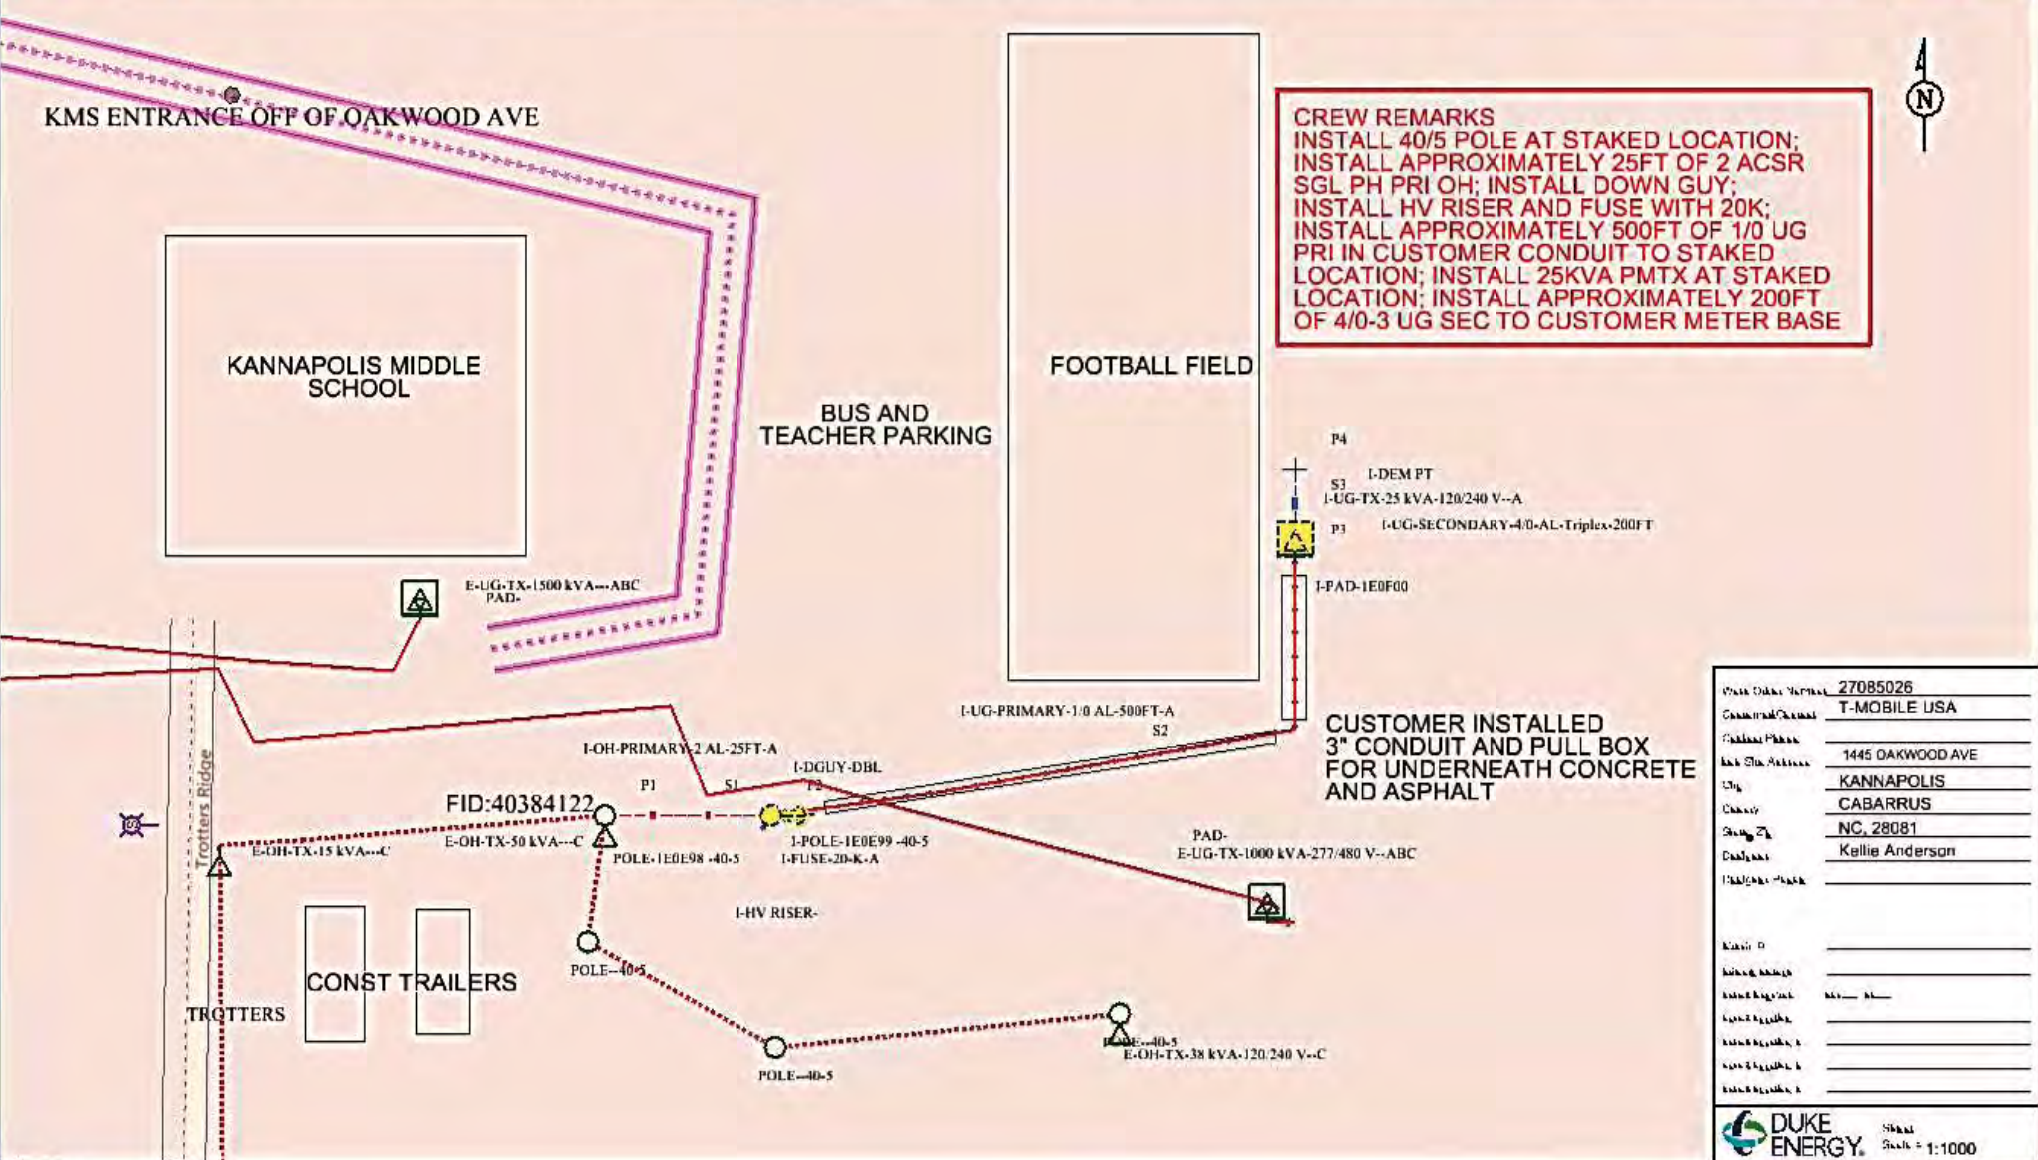 KMS ENTRANCE OFF OF OAKWOOD AVE
N
CREW REMARKS
INSTALL 40/5 POLE AT STAKED LOCATION;
INSTALL APPROXIMATELY 25FT OF 2 ACSR
SGL PH PRI OH; INSTALL DOWN GUY;
INSTALL HV RISER AND FUSE WITH 20K;
INSTALL APPROXIMATELY 500FT OF 1/0 UG
PRI IN CUSTOMER CONDUIT TO STAKED
LOCATION; INSTALL 25KVA PMTX AT STAKED
LOCATION; INSTALL APPROXIMATELY 200FT
OF 4/0-3 UG SEC TO CUSTOMER METER BASE
KANNAPOLIS MIDDLE
SCHOOL
BUS AND
TEACHER PARKING
FOOTBALL FIELD
P4
I-DEM PT
S3
I-UG-TX-25 kVA-120/240 V--A
P3
I-UG-SECONDARY-4/0-AL-Triplex-200FT
I-PAD-1E0F00
E-UG-TX-1500 kVA---ABC
PAD-
I-UG-PRIMARY-1/0 AL-500FT-A
S2
CUSTOMER INSTALLED
3" CONDUIT AND PULL BOX
FOR UNDERNEATH CONCRETE
AND ASPHALT
I-OH-PRIMARY-2 AL-25FT-A
I-DGUY-DBL
P1
S1
P2
FID:40384122
Trotters Ridge
E-OH-TX-15 kVA---C
E-OH-TX-50 kVA---C
POLE-1E0E98 -40-5
I-POLE-1E0E99 -40-5
I-FUSE-20-K-A
PAD-
E-UG-TX-1000 kVA-277/480 V--ABC
I-HV RISER-
CONST TRAILERS
TROTTERS
POLE--40-5
POLE--40-5
POLE--40-5
E-OH-TX-38 kVA-120/240 V--C
27085026
T-MOBILE USA
1445 OAKWOOD AVE
KANNAPOLIS
CABARRUS
NC, 28081
Kellie Anderson
DUKE
ENERGY.
1:1000